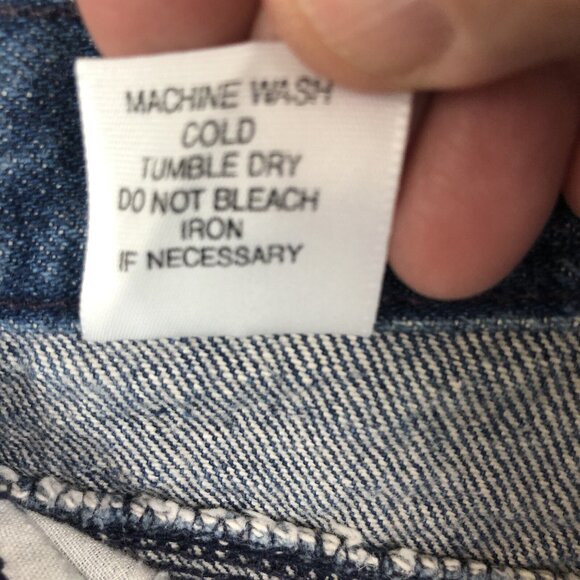 MACHINE WASH
COLD
TUMBLE DRY
DO NOT BLEACH
IRON
IF NECESSARY